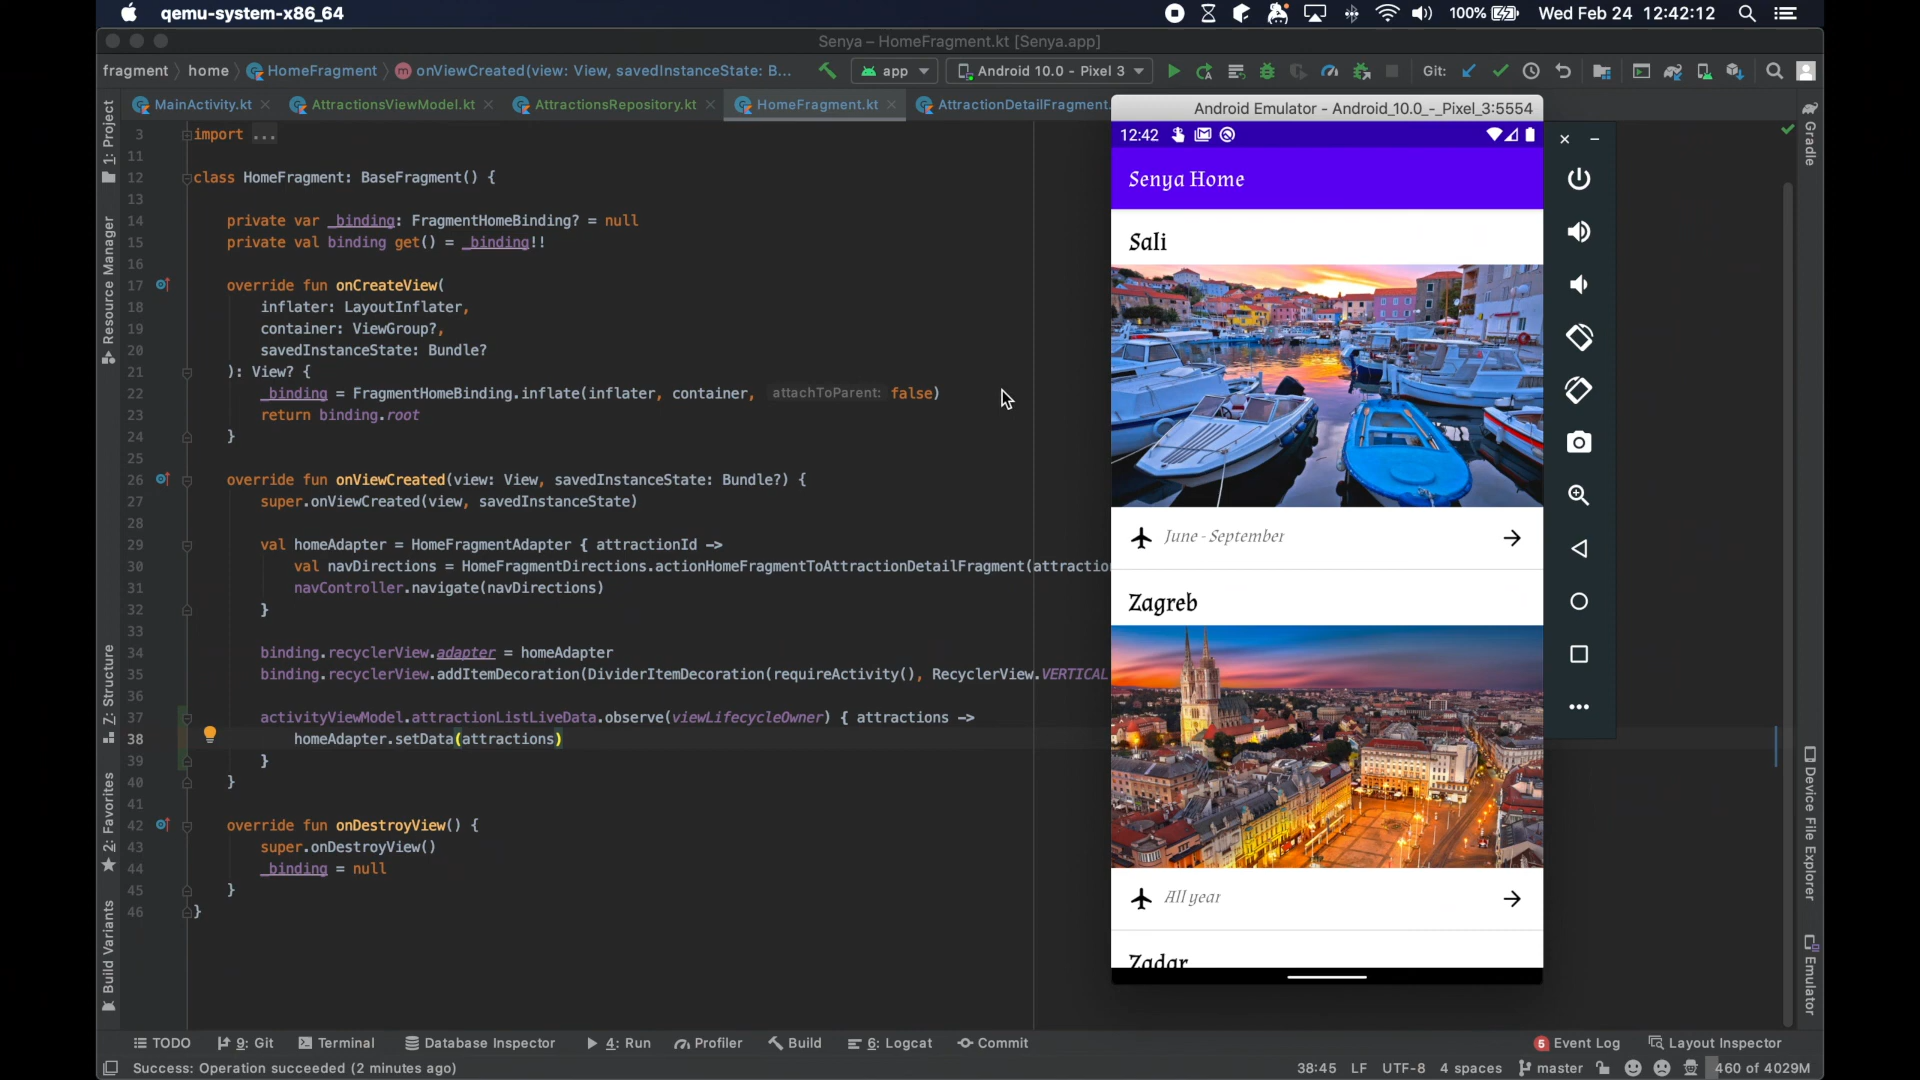 qemu-system-x86_64
100%
Wed Feb 24 12:42:12
Senya – HomeFragment.kt [Senya.app]
fragment
home
HomeFragment
onViewCreated(view: View, savedInstanceState: B...
app
Android 10.0 - Pixel 3
Git:
MainActivity.kt
AttractionsViewModel.kt
AttractionsRepository.kt
HomeFragment.kt
AttractionDetailFragment.
1: Project
Resource Manager
Z: Structure
2: Favorites
Build Variants
3 import ...
11
12 class HomeFragment: BaseFragment() {
13
14 private var _binding: FragmentHomeBinding? = null
15 private val binding get() = _binding!!
16
17 override fun onCreateView(
18 inflater: LayoutInflater,
19 container: ViewGroup?,
20 savedInstanceState: Bundle?
21 ): View? {
22 _binding = FragmentHomeBinding.inflate(inflater, container, attachToParent: false)
23 return binding.root
24 }
25
26 override fun onViewCreated(view: View, savedInstanceState: Bundle?) {
27 super.onViewCreated(view, savedInstanceState)
28
29 val homeAdapter = HomeFragmentAdapter { attractionId ->
30 val navDirections = HomeFragmentDirections.actionHomeFragmentToAttractionDetailFragment(attractio
31 navController.navigate(navDirections)
32 }
33
34 binding.recyclerView.adapter = homeAdapter
35 binding.recyclerView.addItemDecoration(DividerItemDecoration(requireActivity(), RecyclerView.VERTICAL
36
37 activityViewModel.attractionListLiveData.observe(viewLifecycleOwner) { attractions ->
38 homeAdapter.setData(attractions)
39 }
40 }
41
42 override fun onDestroyView() {
43 super.onDestroyView()
44 _binding = null
45 }
46 }
Android Emulator - Android_10.0_-_Pixel_3:5554
12:42
Senya Home
Sali
June - September
Zagreb
All year
Zadar
Gradle
Device File Explorer
Emulator
TODO
9: Git
Terminal
Database Inspector
4: Run
Profiler
Build
6: Logcat
Commit
5 Event Log
Layout Inspector
Success: Operation succeeded (2 minutes ago)
38:45
LF
UTF-8
4 spaces
master
460 of 4029M